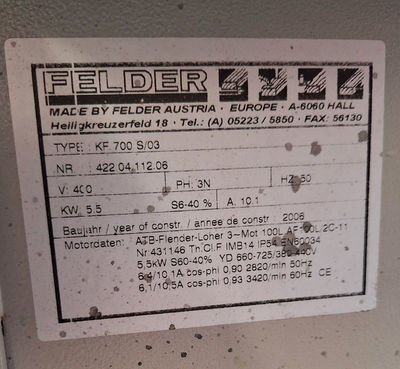 FELDER
MADE BY FELDER AUSTRIA · EUROPE · A-6060 HALL
Heiligkreuzerfeld 18 · Tel.: (A) 05223 / 5850 · FAX: 56130
TYPE: KF 700 S/03
NR 422.04.112.06
V: 400 PH: 3N HZ: 50
KW: 5.5 S6-40 % A. 10.1
Baujahr / year of constr. / annee de constr. 2006
Motordaten: ATB-Flender-Loher 3~Mot 100L AF100L/2C-11
Nr.431146 Th.Cl.F IMB14 IP54 EN60034
5,5kW S60-40% YD 660-725/380-420V
6,4/10,1A cos-phi 0,90 2820/min 50Hz
6,1/10,5A cos-phi 0,93 3420/min 60Hz CE